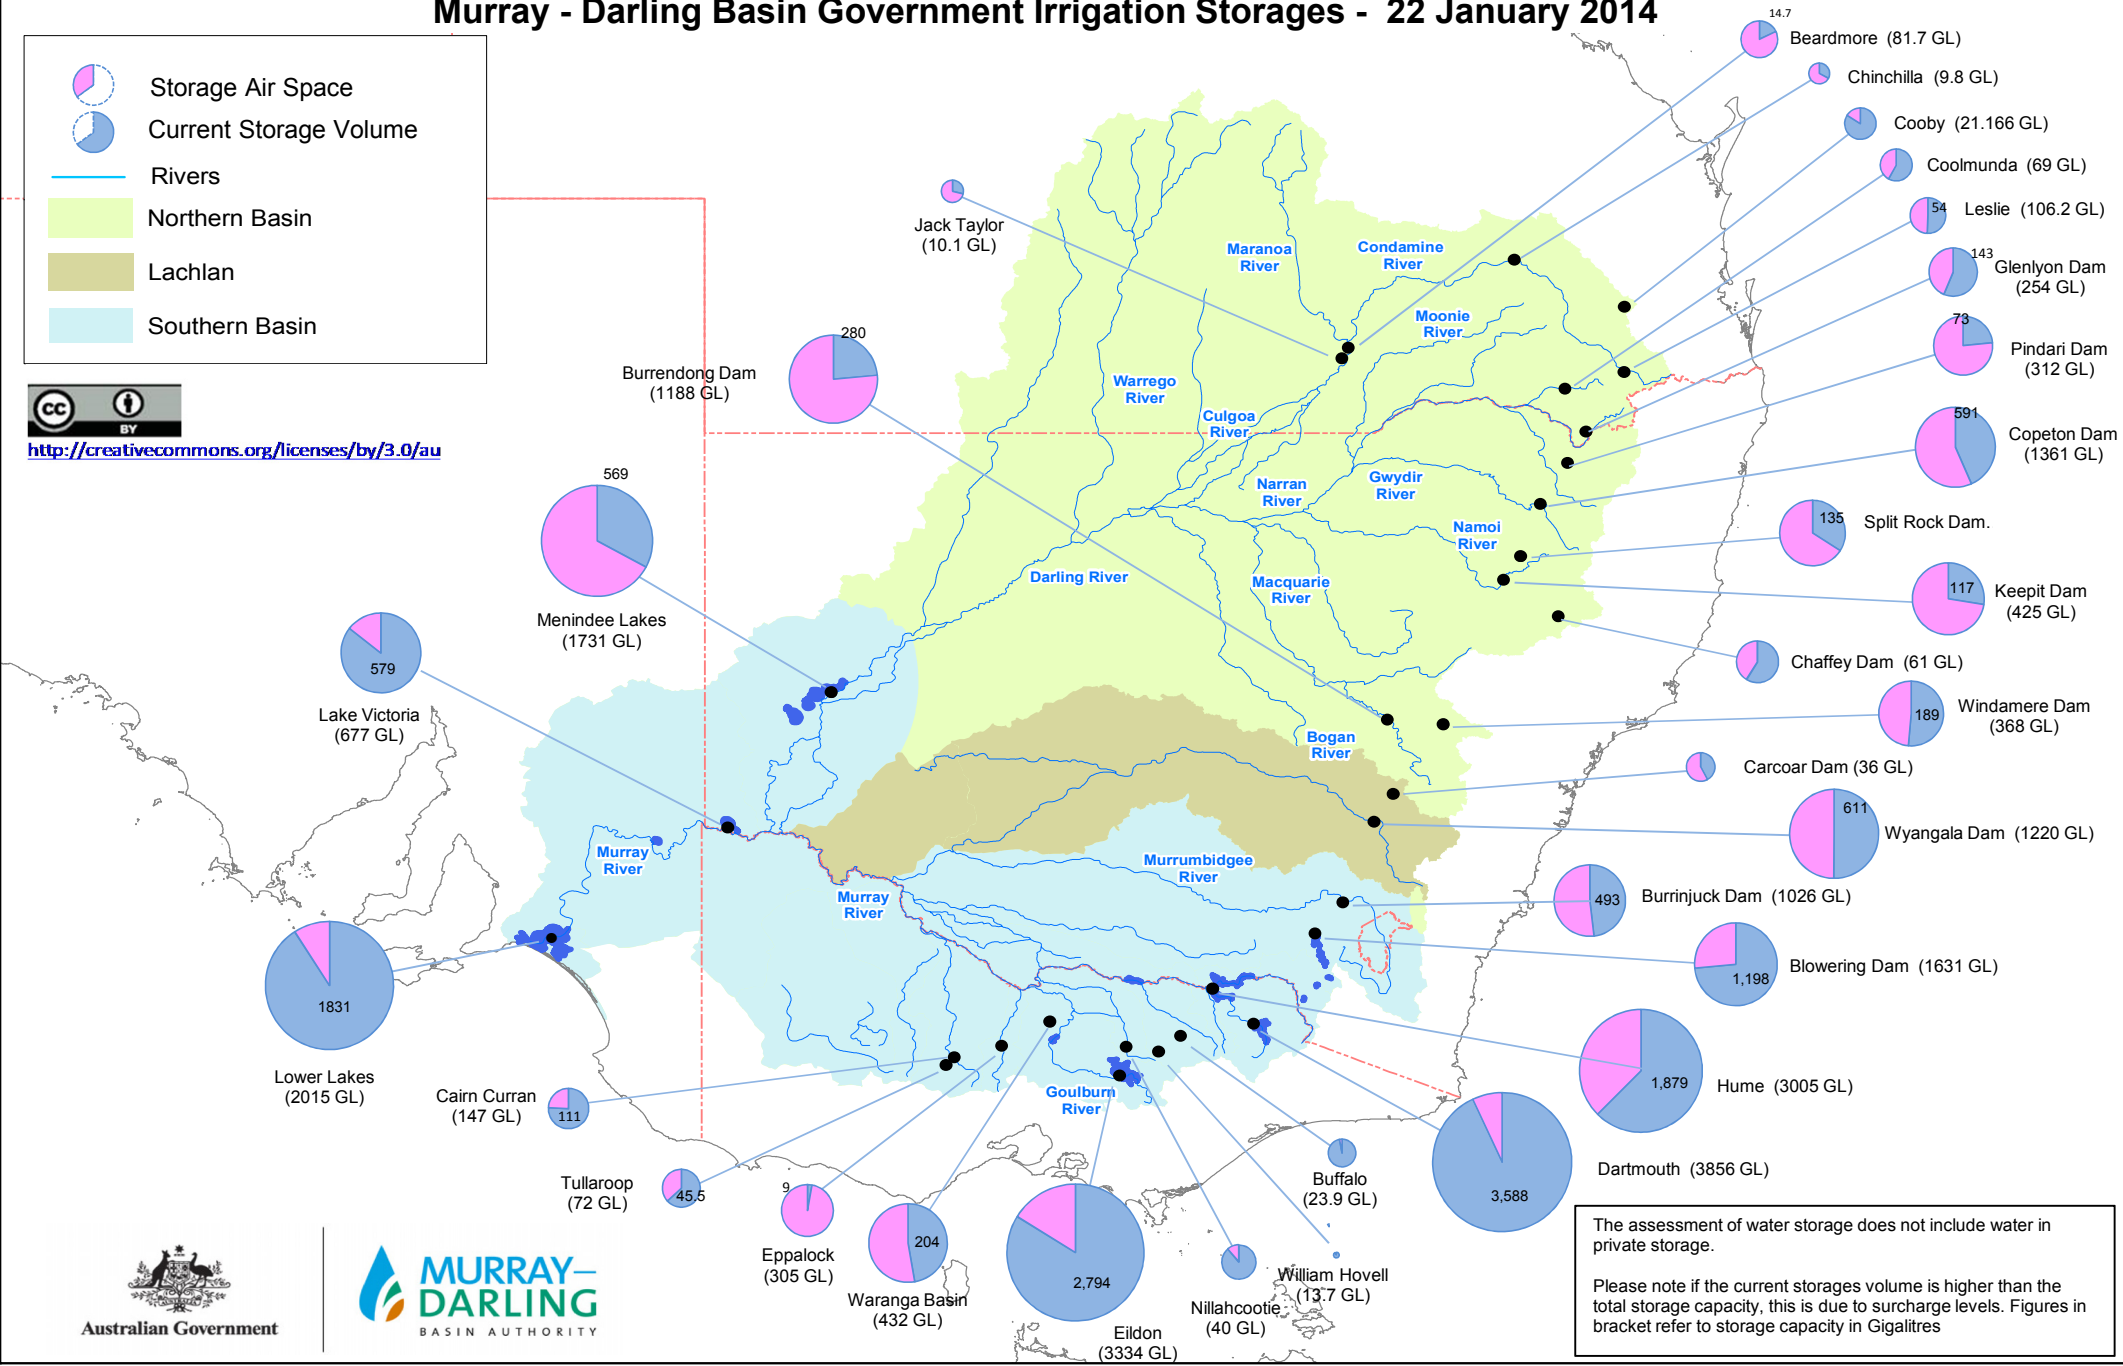 Murray - Darling Basin Government Irrigation Storages - 22 January 2014
Storage Air Space
Current Storage Volume
Rivers
Northern Basin
Lachlan
Southern Basin
cc
BY
http://creativecommons.org/licenses/by/3.0/au
14.7
Beardmore (81.7 GL)
Chinchilla (9.8 GL)
Cooby (21.166 GL)
Coolmunda (69 GL)
54
Leslie (106.2 GL)
143
Glenlyon Dam
(254 GL)
73
Pindari Dam
(312 GL)
591
Copeton Dam
(1361 GL)
135
Split Rock Dam.
117
Keepit Dam
(425 GL)
Chaffey Dam (61 GL)
189
Windamere Dam
(368 GL)
Carcoar Dam (36 GL)
611
Wyangala Dam (1220 GL)
493
Burrinjuck Dam (1026 GL)
1,198
Blowering Dam (1631 GL)
1,879
Hume (3005 GL)
3,588
Dartmouth (3856 GL)
Jack Taylor
(10.1 GL)
280
Burrendong Dam
(1188 GL)
569
Menindee Lakes
(1731 GL)
579
Lake Victoria
(677 GL)
1831
Lower Lakes
(2015 GL)
111
Cairn Curran
(147 GL)
45.5
Tullaroop
(72 GL)
9
Eppalock
(305 GL)
204
Waranga Basin
(432 GL)
2,794
Eildon
(3334 GL)
Nillahcootie
(40 GL)
William Hovell
(13.7 GL)
Buffalo
(23.9 GL)
Maranoa
River
Condamine
River
Moonie
River
Warrego
River
Culgoa
River
Narran
River
Gwydir
River
Namoi
River
Darling River
Macquarie
River
Bogan
River
Murrumbidgee
River
Murray
River
Murray
River
Goulburn
River
Australian Government
MURRAY–
DARLING
BASIN AUTHORITY
The assessment of water storage does not include water in
private storage.
Please note if the current storages volume is higher than the
total storage capacity, this is due to surcharge levels. Figures in
bracket refer to storage capacity in Gigalitres